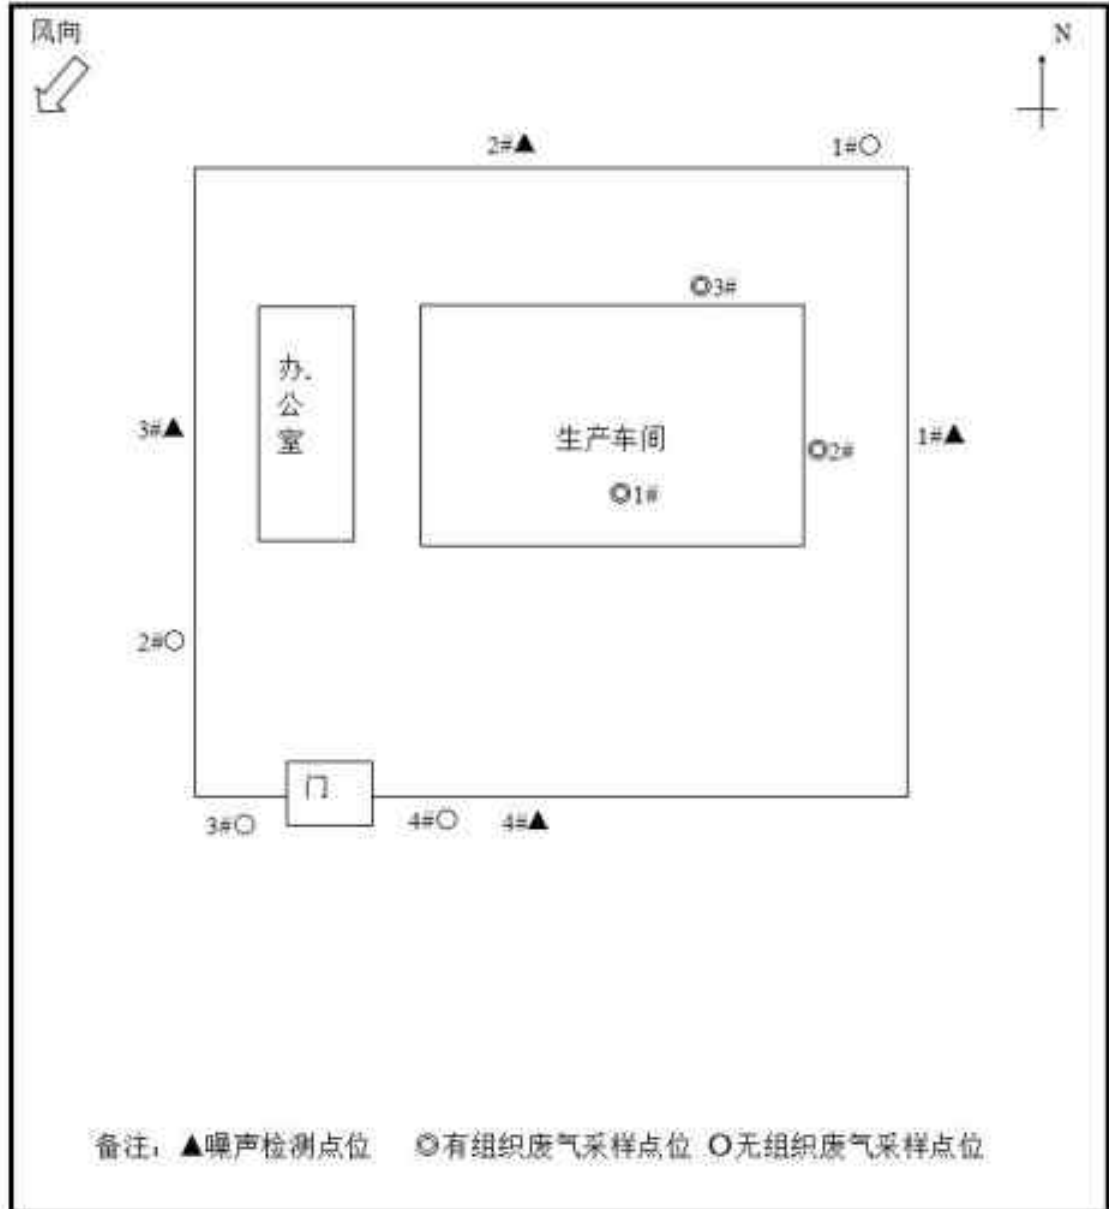 风向
N
2#▲
1#○
◎3#
办.
公
室
3#▲
生产车间
1#▲
◎2#
◎1#
2#○
门
3#○
4#○
4#▲
备注: ▲噪声检测点位 ◎有组织废气采样点位 ○无组织废气采样点位